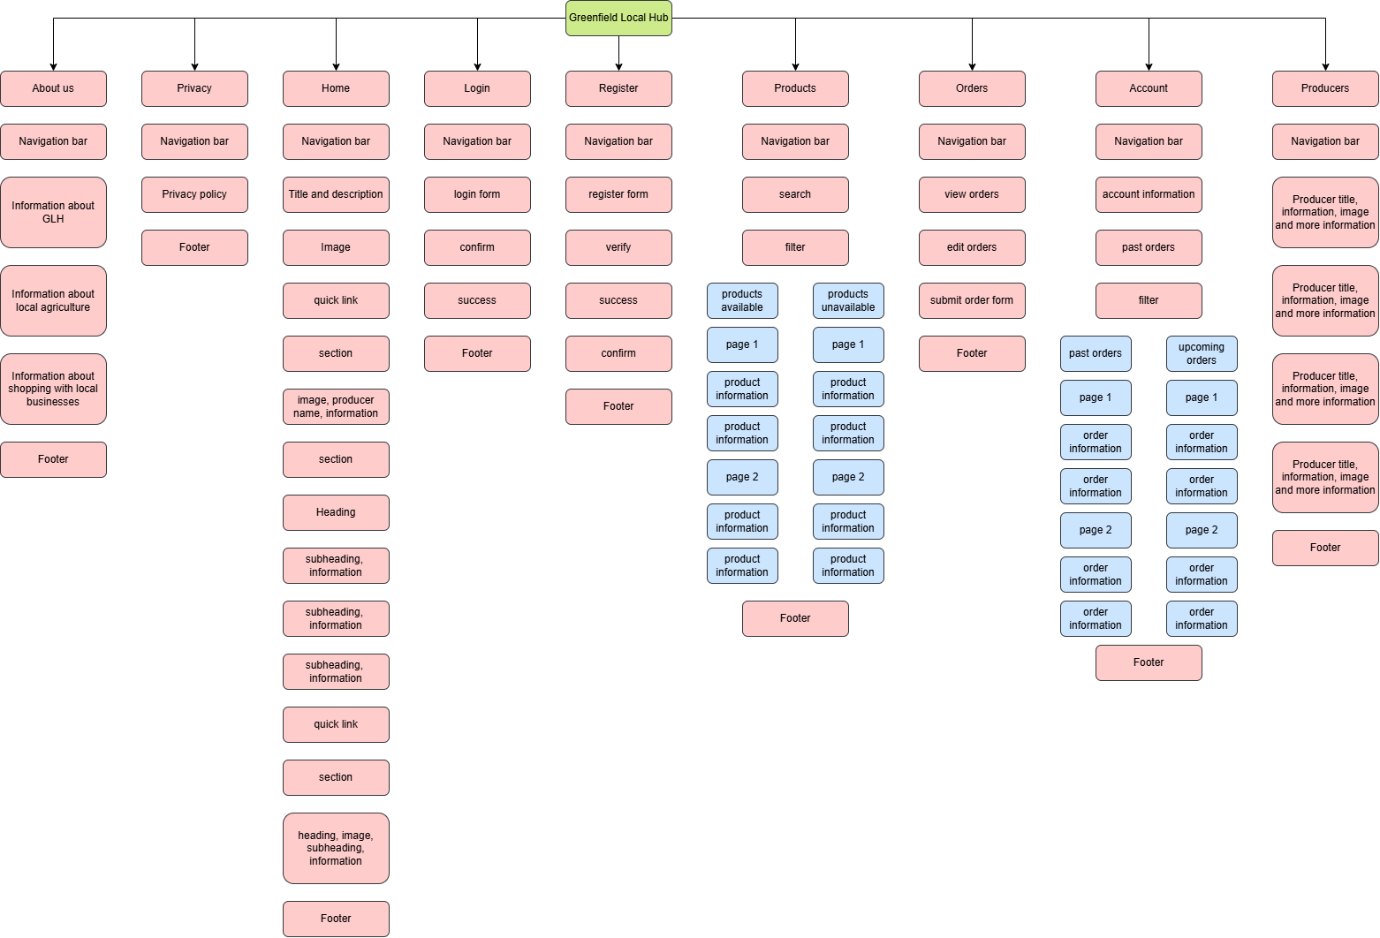 Greenfield Local Hub
About us
Navigation bar
Information about
GLH
Information about
local agriculture
Information about
shopping with local
businesses
Footer
Privacy
Navigation bar
Privacy policy
Footer
Home
Navigation bar
Title and description
Image
quick link
section
image, producer
name, information
section
Heading
subheading,
information
subheading,
information
subheading,
information
quick link
section
heading, image,
subheading,
information
Footer
Login
Navigation bar
login form
confirm
success
Footer
Register
Navigation bar
register form
verify
success
confirm
Footer
Products
Navigation bar
search
filter
products
available
page 1
product
information
product
information
page 2
product
information
product
information
products
unavailable
page 1
product
information
product
information
page 2
product
information
product
information
Footer
Orders
Navigation bar
view orders
edit orders
submit order form
Footer
Account
Navigation bar
account information
past orders
filter
past orders
page 1
order
information
order
information
page 2
order
information
order
information
upcoming
orders
page 1
order
information
order
information
page 2
order
information
order
information
Footer
Producers
Navigation bar
Producer title,
information, image
and more information
Producer title,
information, image
and more information
Producer title,
information, image
and more information
Producer title,
information, image
and more information
Footer